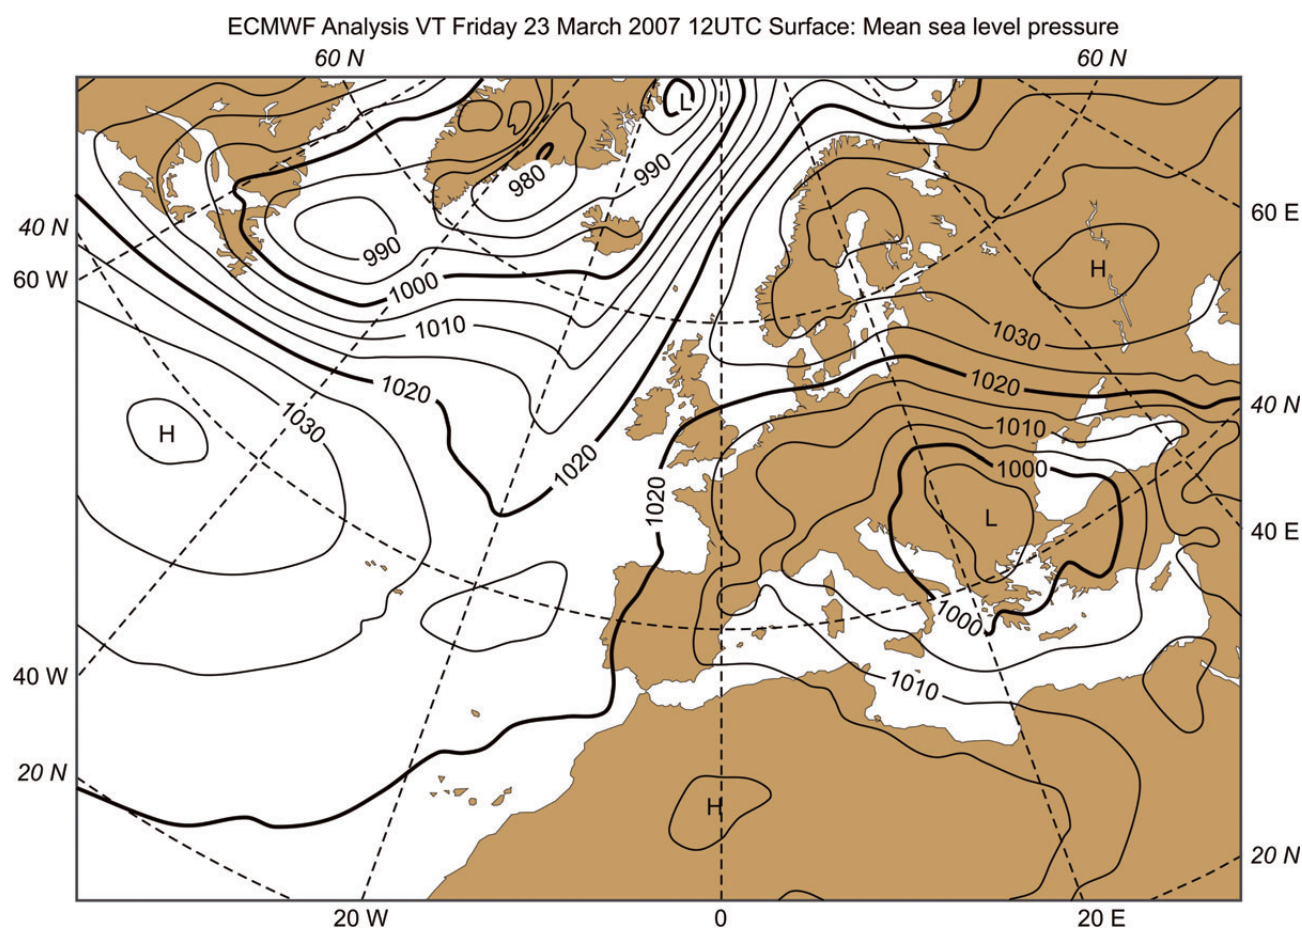 ECMWF Analysis VT Friday 23 March 2007 12UTC Surface: Mean sea level pressure
60 N
60 N
L
990
980
60 E
40 N
990
H
60 W
1000
1010
1030
1020
1020
40 N
1030
1010
H
1020
1000
1020
L
40 E
1000
40 W
1010
20 N
H
20 N
20 W
0
20 E